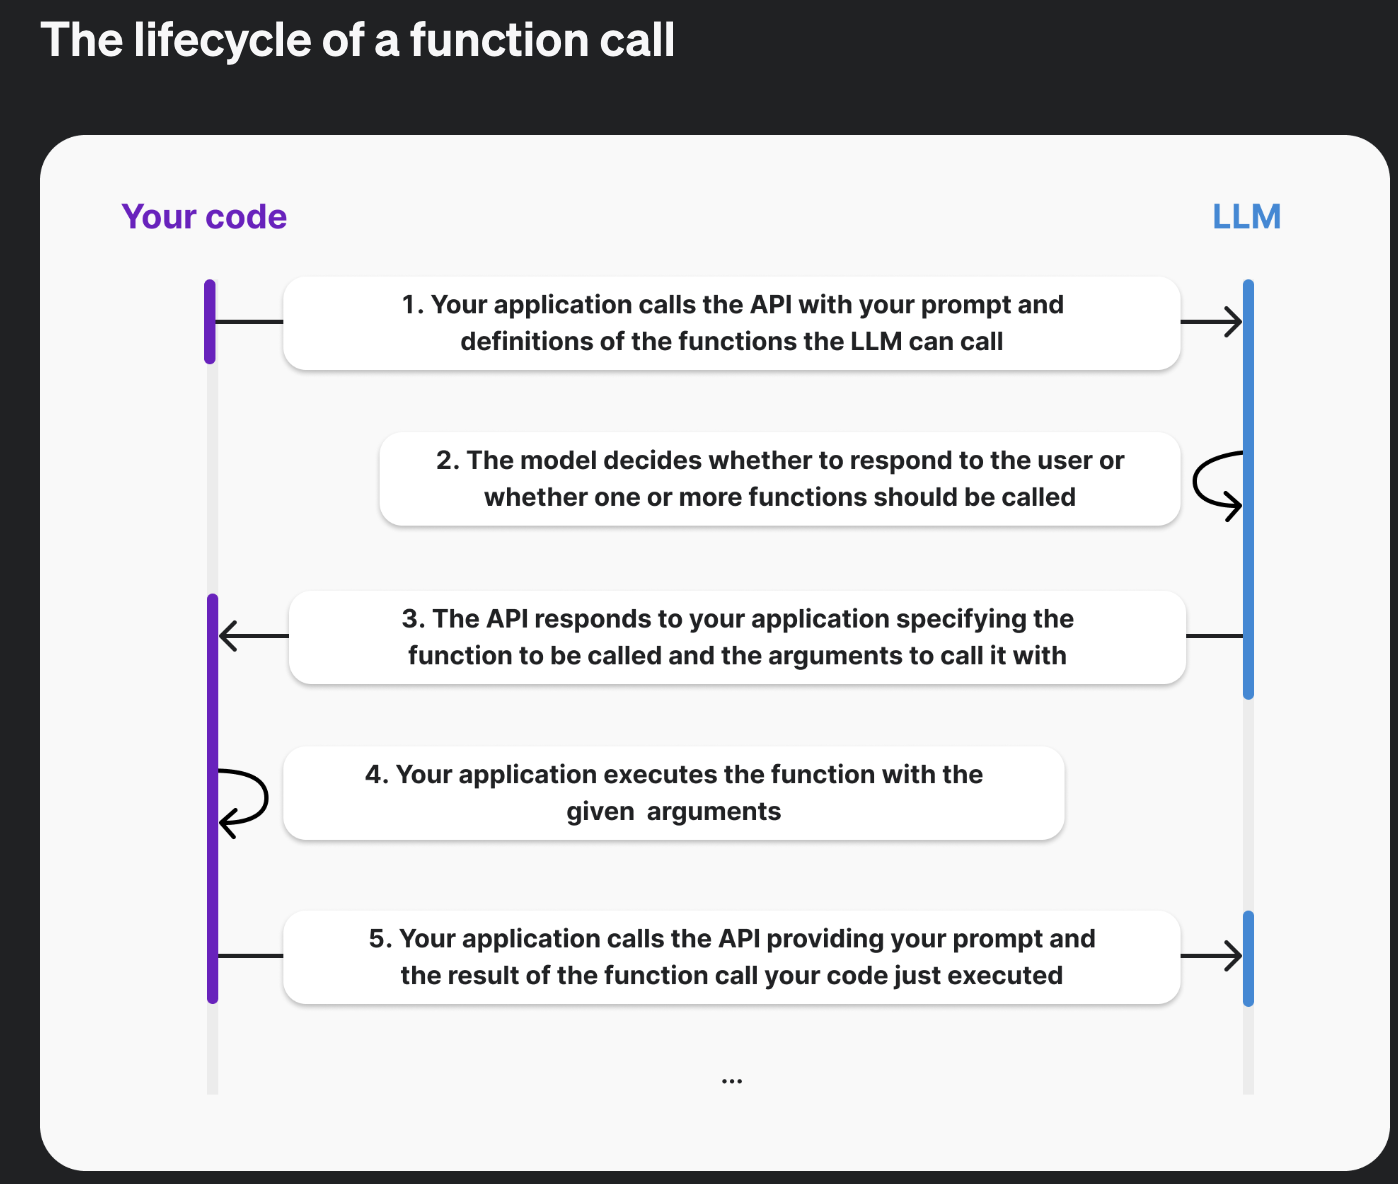 The lifecycle of a function call
Your code
LLM
1. Your application calls the API with your prompt and
definitions of the functions the LLM can call
2. The model decides whether to respond to the user or
whether one or more functions should be called
3. The API responds to your application specifying the
function to be called and the arguments to call it with
4. Your application executes the function with the
given  arguments
5. Your application calls the API providing your prompt and
the result of the function call your code just executed
...